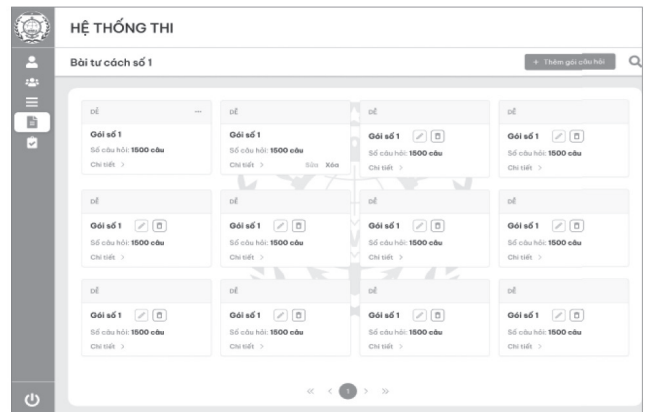 HỆ THỐNG THI
Bài tư cách số 1
+ Thêm gói câu hỏi
DỄ ...
Gói số 1
Số câu hỏi: 1500 câu
Chi tiết >
DỄ
Gói số 1
Số câu hỏi: 1500 câu
Chi tiết > Sửa Xóa
DỄ
Gói số 1
Số câu hỏi: 1500 câu
Chi tiết >
DỄ
Gói số 1
Số câu hỏi: 1500 câu
Chi tiết >
DỄ
Gói số 1
Số câu hỏi: 1500 câu
Chi tiết >
DỄ
Gói số 1
Số câu hỏi: 1500 câu
Chi tiết >
DỄ
Gói số 1
Số câu hỏi: 1500 câu
Chi tiết >
DỄ
Gói số 1
Số câu hỏi: 1500 câu
Chi tiết >
DỄ
Gói số 1
Số câu hỏi: 1500 câu
Chi tiết >
DỄ
Gói số 1
Số câu hỏi: 1500 câu
Chi tiết >
DỄ
Gói số 1
Số câu hỏi: 1500 câu
Chi tiết >
DỄ
Gói số 1
Số câu hỏi: 1500 câu
Chi tiết >
« < 1 > »